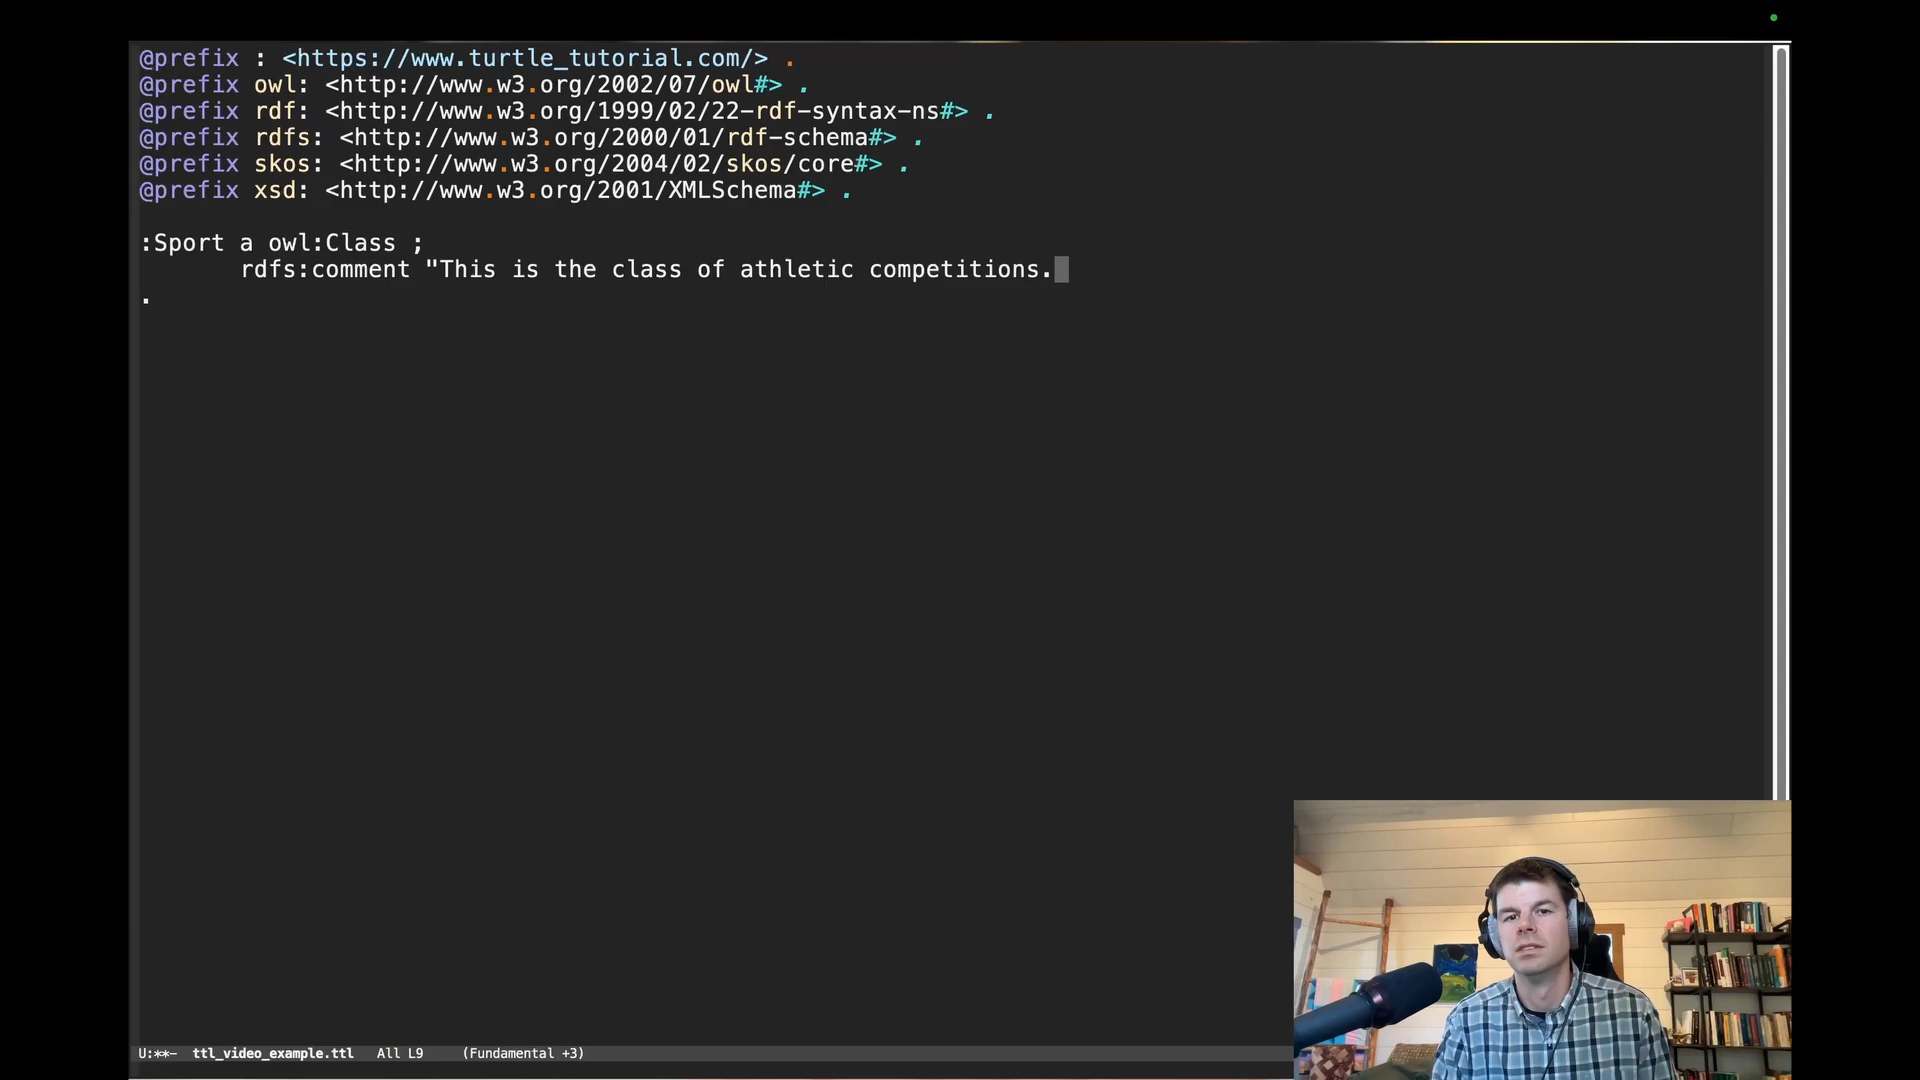 @prefix : <https://www.turtle_tutorial.com/> .
@prefix owl: <http://www.w3.org/2002/07/owl#> .
@prefix rdf: <http://www.w3.org/1999/02/22-rdf-syntax-ns#> .
@prefix rdfs: <http://www.w3.org/2000/01/rdf-schema#> .
@prefix skos: <http://www.w3.org/2004/02/skos/core#> .
@prefix xsd: <http://www.w3.org/2001/XMLSchema#> .
:Sport a owl:Class ;
rdfs:comment "This is the class of athletic competitions.
.
U:**- ttl_video_example.ttl All L9 (Fundamental +3)